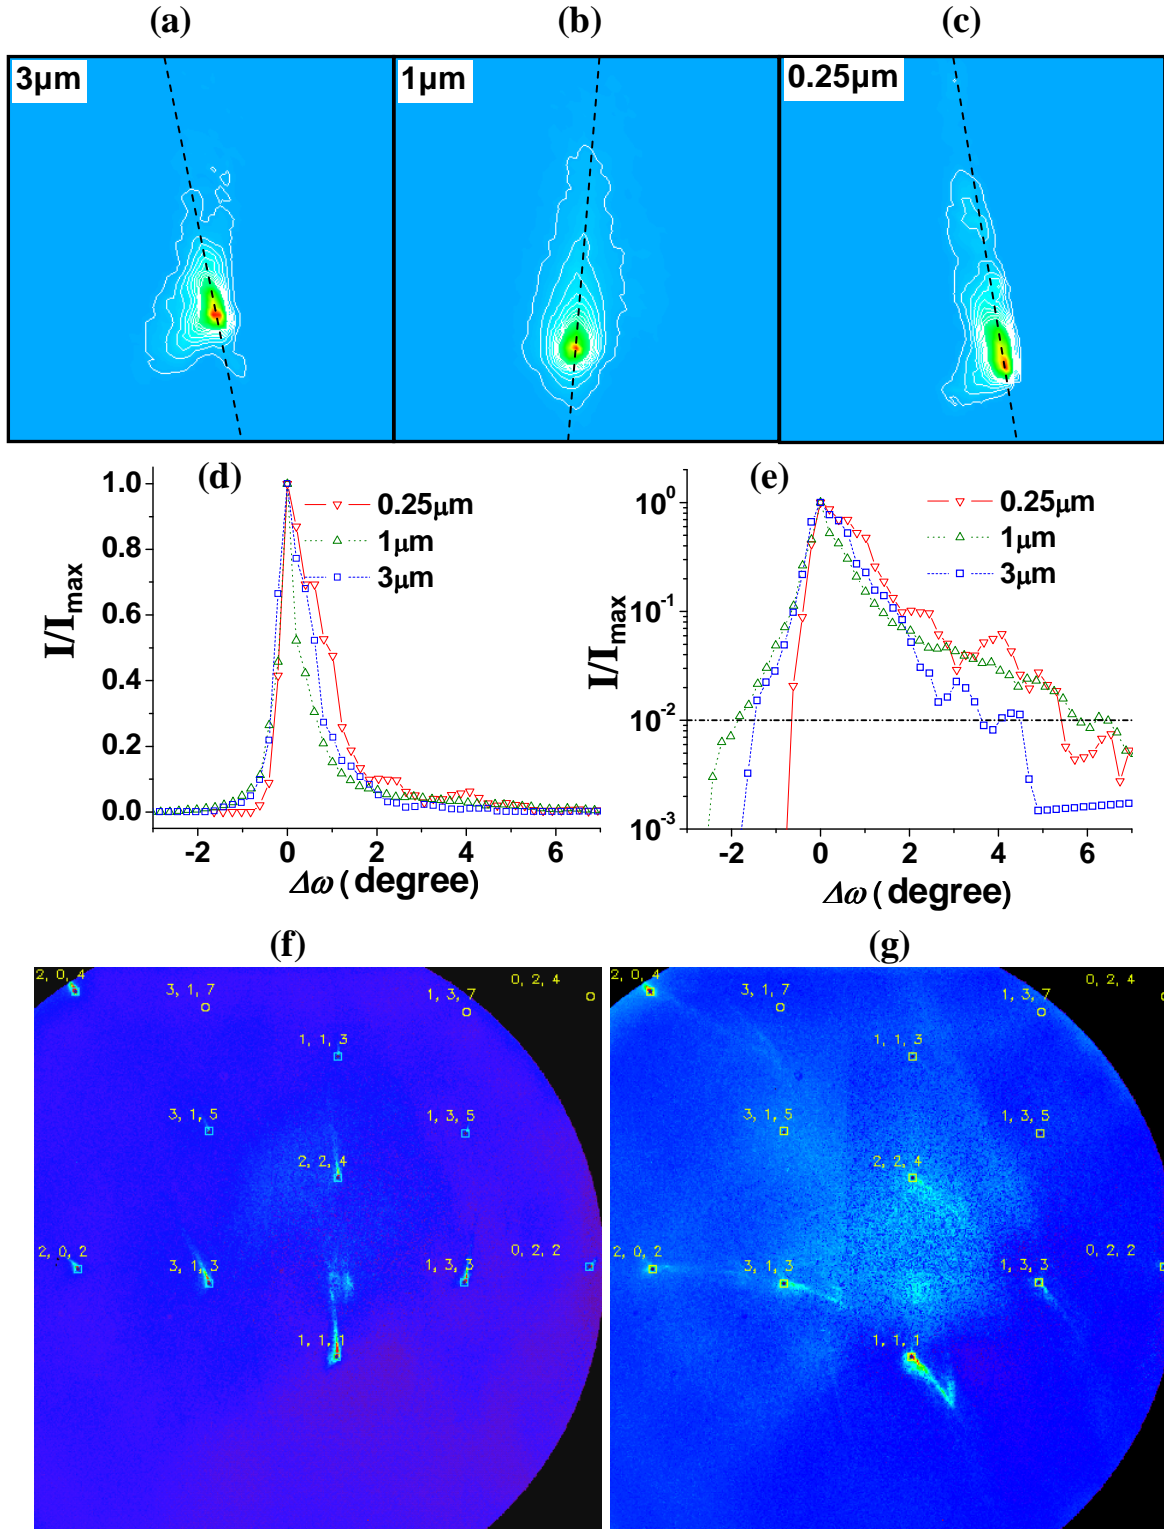 (a) (b) (c)
3μm 1μm 0.25μm
(d) (e)
I/I_max
1.0
0.8
0.6
0.4
0.2
0.0
-2 0 2 4 6
Δω ( degree)
0.25μm
1μm
3μm
I/I_max
10^0
10^-1
10^-2
10^-3
-2 0 2 4 6
Δω ( degree)
0.25μm
1μm
3μm
(f) (g)
2, 0, 4
0, 2, 4
3, 1, 7
1, 3, 7
1, 1, 3
3, 1, 5
1, 3, 5
2, 2, 4
2, 0, 2
0, 2, 2
3, 1, 3
1, 3, 3
1, 1, 1
2, 0, 4
0, 2, 4
3, 1, 7
1, 3, 7
1, 1, 3
3, 1, 5
1, 3, 5
2, 2, 4
2, 0, 2
0, 2, 2
3, 1, 3
1, 3, 3
1, 1, 1